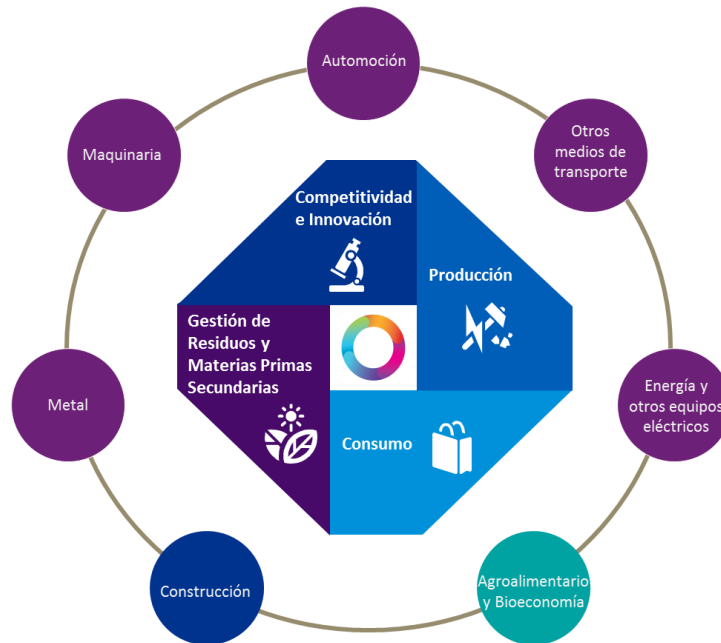 Automoción
Maquinaria
Otros
medios de
transporte
Competitividad
e Innovación
Producción
Gestión de
Residuos y
Materias Primas
Secundarias
Metal
Energía y
otros equipos
eléctricos
Consumo
Construcción
Agroalimentario
y Bioeconomía